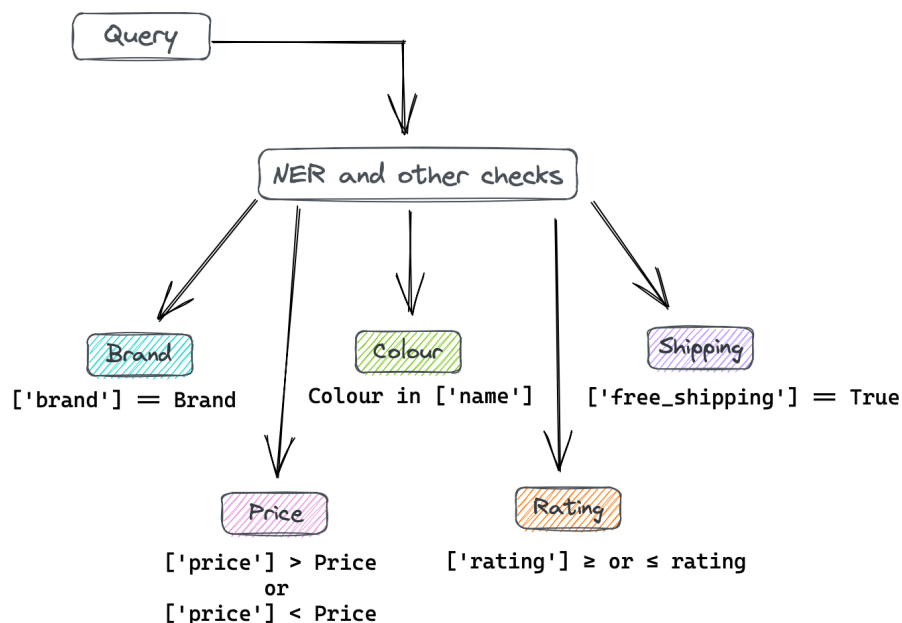 Query
NER and other checks
Brand
['brand'] == Brand
Colour
Colour in ['name']
Shipping
['free_shipping'] == True
Price
['price'] > Price
or
['price'] < Price
Rating
['rating'] ≥ or ≤ rating